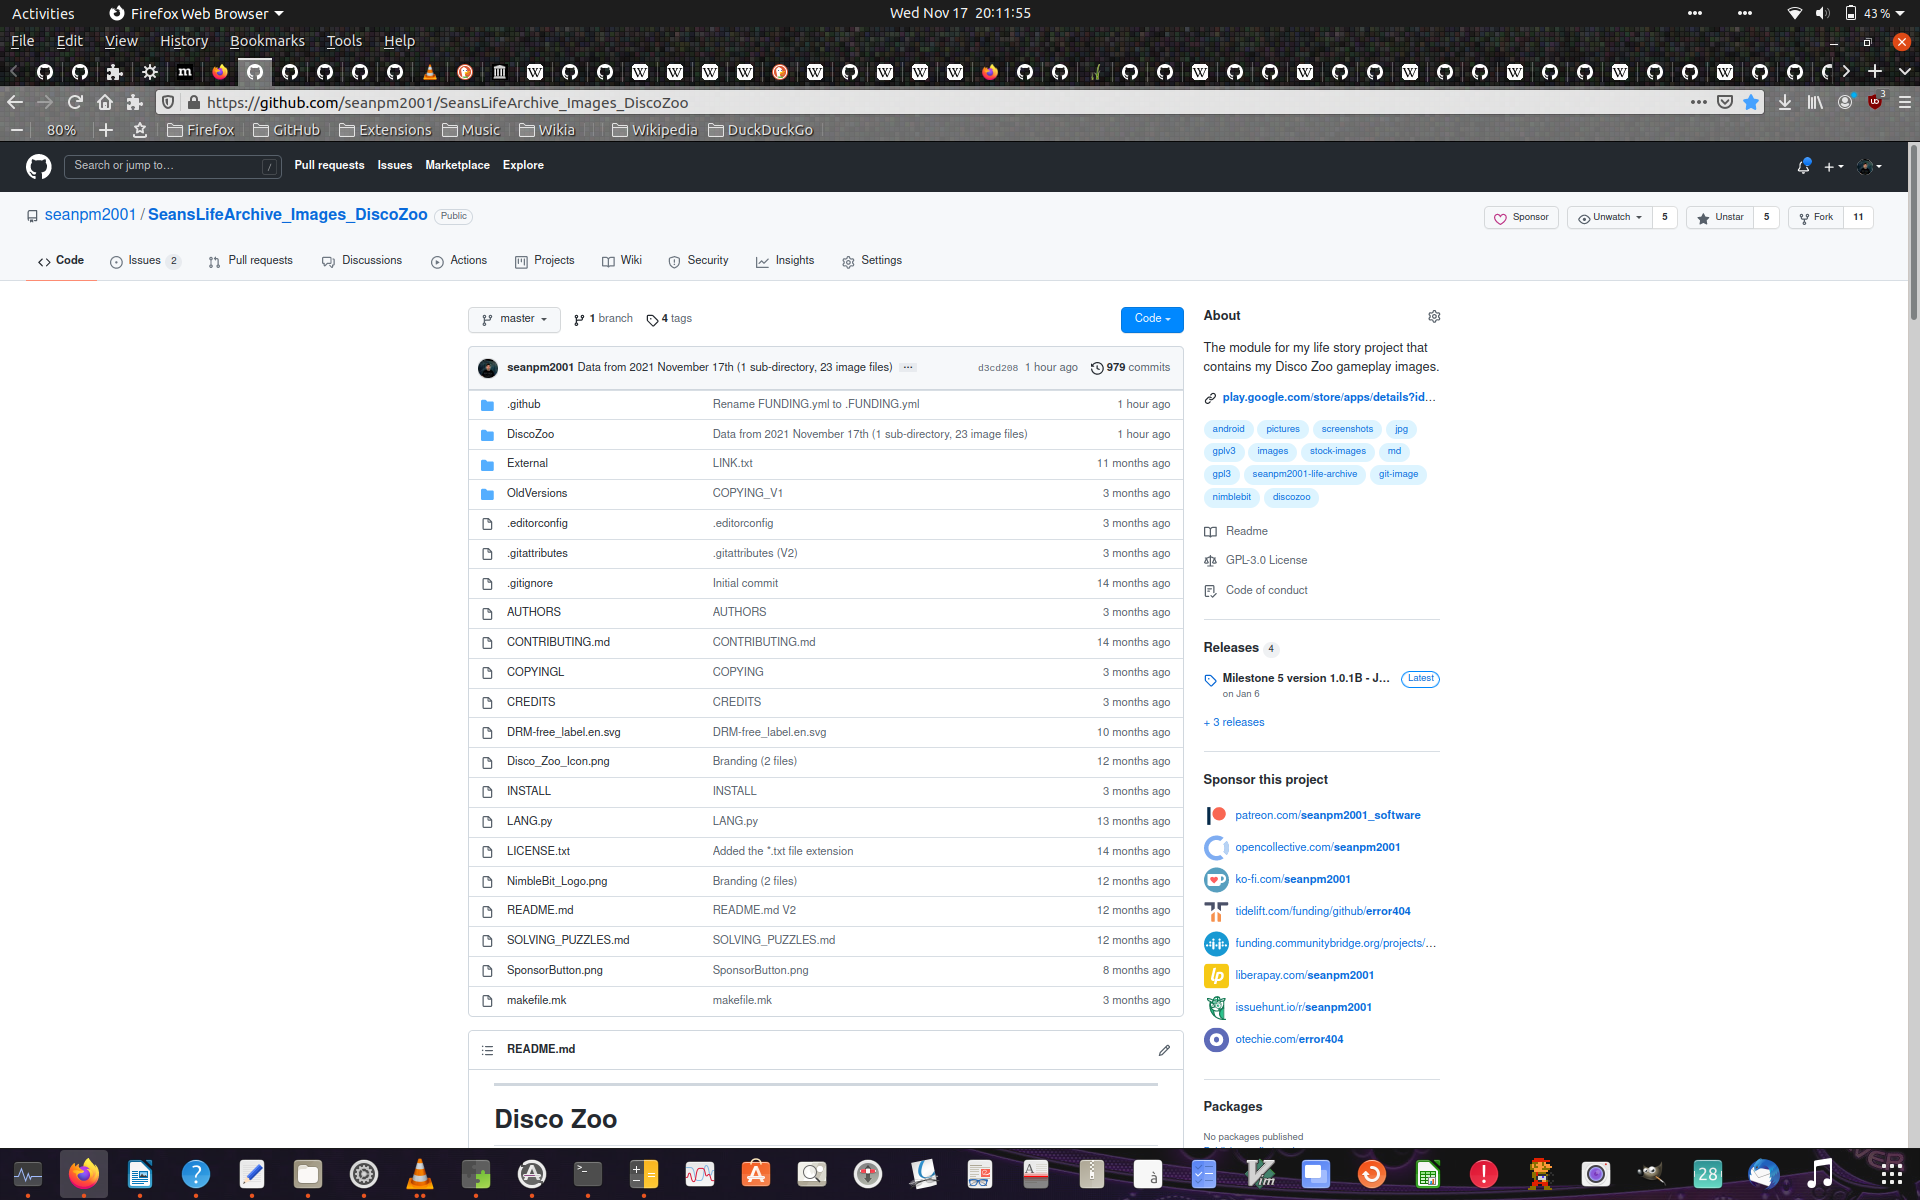 Activities
Firefox Web Browser
Wed Nov 17  20:11:55
43 %
File Edit View History Bookmarks Tools Help
https://github.com/seanpm2001/SeansLifeArchive_Images_DiscoZoo
3
80%
Firefox GitHub Extensions Music Wikia Wikipedia DuckDuckGo
Search or jump to… /
Pull requests Issues Marketplace Explore
seanpm2001 / SeansLifeArchive_Images_DiscoZoo Public
Sponsor Unwatch 5 Unstar 5 Fork 11
Code Issues 2 Pull requests Discussions Actions Projects Wiki Security Insights Settings
master 1 branch 4 tags Code
seanpm2001 Data from 2021 November 17th (1 sub-directory, 23 image files) ... d3cd208 1 hour ago 979 commits
.github Rename FUNDING.yml to .FUNDING.yml 1 hour ago
DiscoZoo Data from 2021 November 17th (1 sub-directory, 23 image files) 1 hour ago
External LINK.txt 11 months ago
OldVersions COPYING_V1 3 months ago
.editorconfig .editorconfig 3 months ago
.gitattributes .gitattributes (V2) 3 months ago
.gitignore Initial commit 14 months ago
AUTHORS AUTHORS 3 months ago
CONTRIBUTING.md CONTRIBUTING.md 14 months ago
COPYINGL COPYING 3 months ago
CREDITS CREDITS 3 months ago
DRM-free_label.en.svg DRM-free_label.en.svg 10 months ago
Disco_Zoo_Icon.png Branding (2 files) 12 months ago
INSTALL INSTALL 3 months ago
LANG.py LANG.py 13 months ago
LICENSE.txt Added the *.txt file extension 14 months ago
NimbleBit_Logo.png Branding (2 files) 12 months ago
README.md README.md V2 12 months ago
SOLVING_PUZZLES.md SOLVING_PUZZLES.md 12 months ago
SponsorButton.png SponsorButton.png 8 months ago
makefile.mk makefile.mk 3 months ago
README.md
Disco Zoo
About
The module for my life story project that
contains my Disco Zoo gameplay images.
play.google.com/store/apps/details?id...
android pictures screenshots jpg
gplv3 images stock-images md
gpl3 seanpm2001-life-archive git-image
nimblebit discozoo
Readme
GPL-3.0 License
Code of conduct
Releases 4
Milestone 5 version 1.0.1B - J... Latest
on Jan 6
+ 3 releases
Sponsor this project
patreon.com/seanpm2001_software
opencollective.com/seanpm2001
ko-fi.com/seanpm2001
tidelift.com/funding/github/error404
funding.communitybridge.org/projects/...
liberapay.com/seanpm2001
issuehunt.io/r/seanpm2001
otechie.com/error404
Packages
No packages published
28